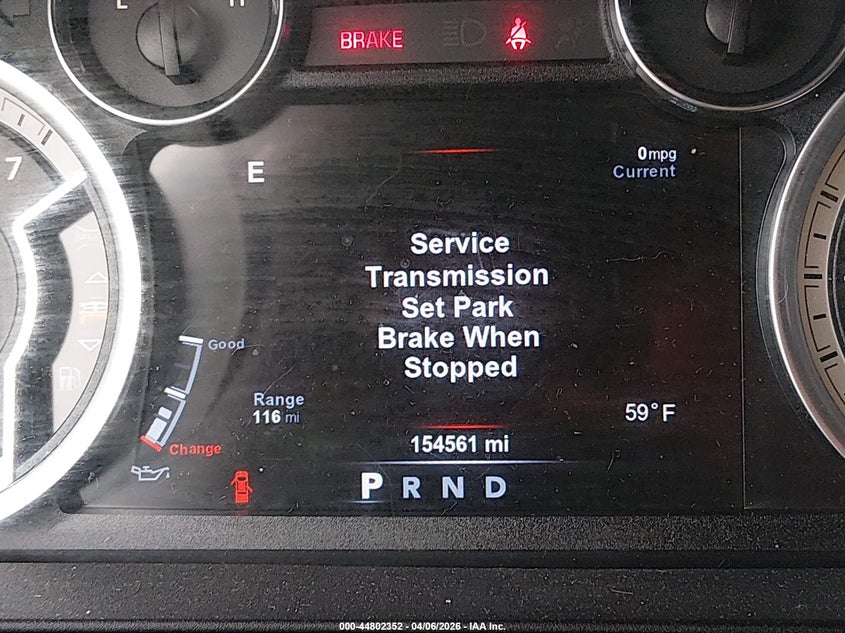 E H
BRAKE
7
E
0mpg
Current
Service
Transmission
Set Park
Brake When
Stopped
Good
Range
116 mi
59°F
Change
154561 mi
P R N D
000-44802352 - 04/06/2026 - IAA Inc.